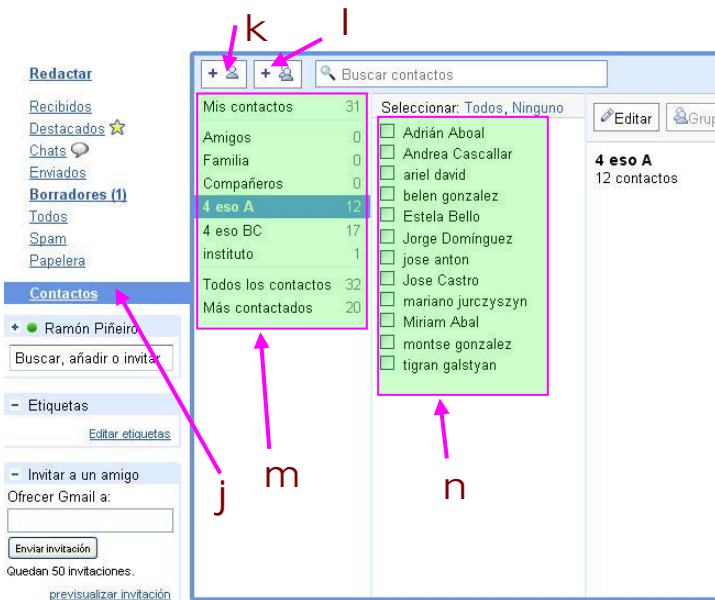 k
l
Redactar
Recibidos
Destacados
Chats
Enviados
Borradores (1)
Todos
Spam
Papelera
Contactos
+ Ramón Piñeiro
Buscar, añadir o invitar
– Etiquetas
Editar etiquetas
– Invitar a un amigo
Ofrecer Gmail a:
Enviar invitación
Quedan 50 invitaciones.
previsualizar invitación
+
+
Buscar contactos
Mis contactos 31
Amigos 0
Familia 0
Compañeros 0
4 eso A 12
4 eso BC 17
instituto 1
Todos los contactos 32
Más contactados 20
Seleccionar: Todos, Ninguno
Adrián Aboal
Andrea Cascallar
ariel david
belen gonzalez
Estela Bello
Jorge Domínguez
jose anton
Jose Castro
mariano jurczyszyn
Miriam Abal
montse gonzalez
tigran galstyan
Editar
Grup
4 eso A
12 contactos
j
m
n